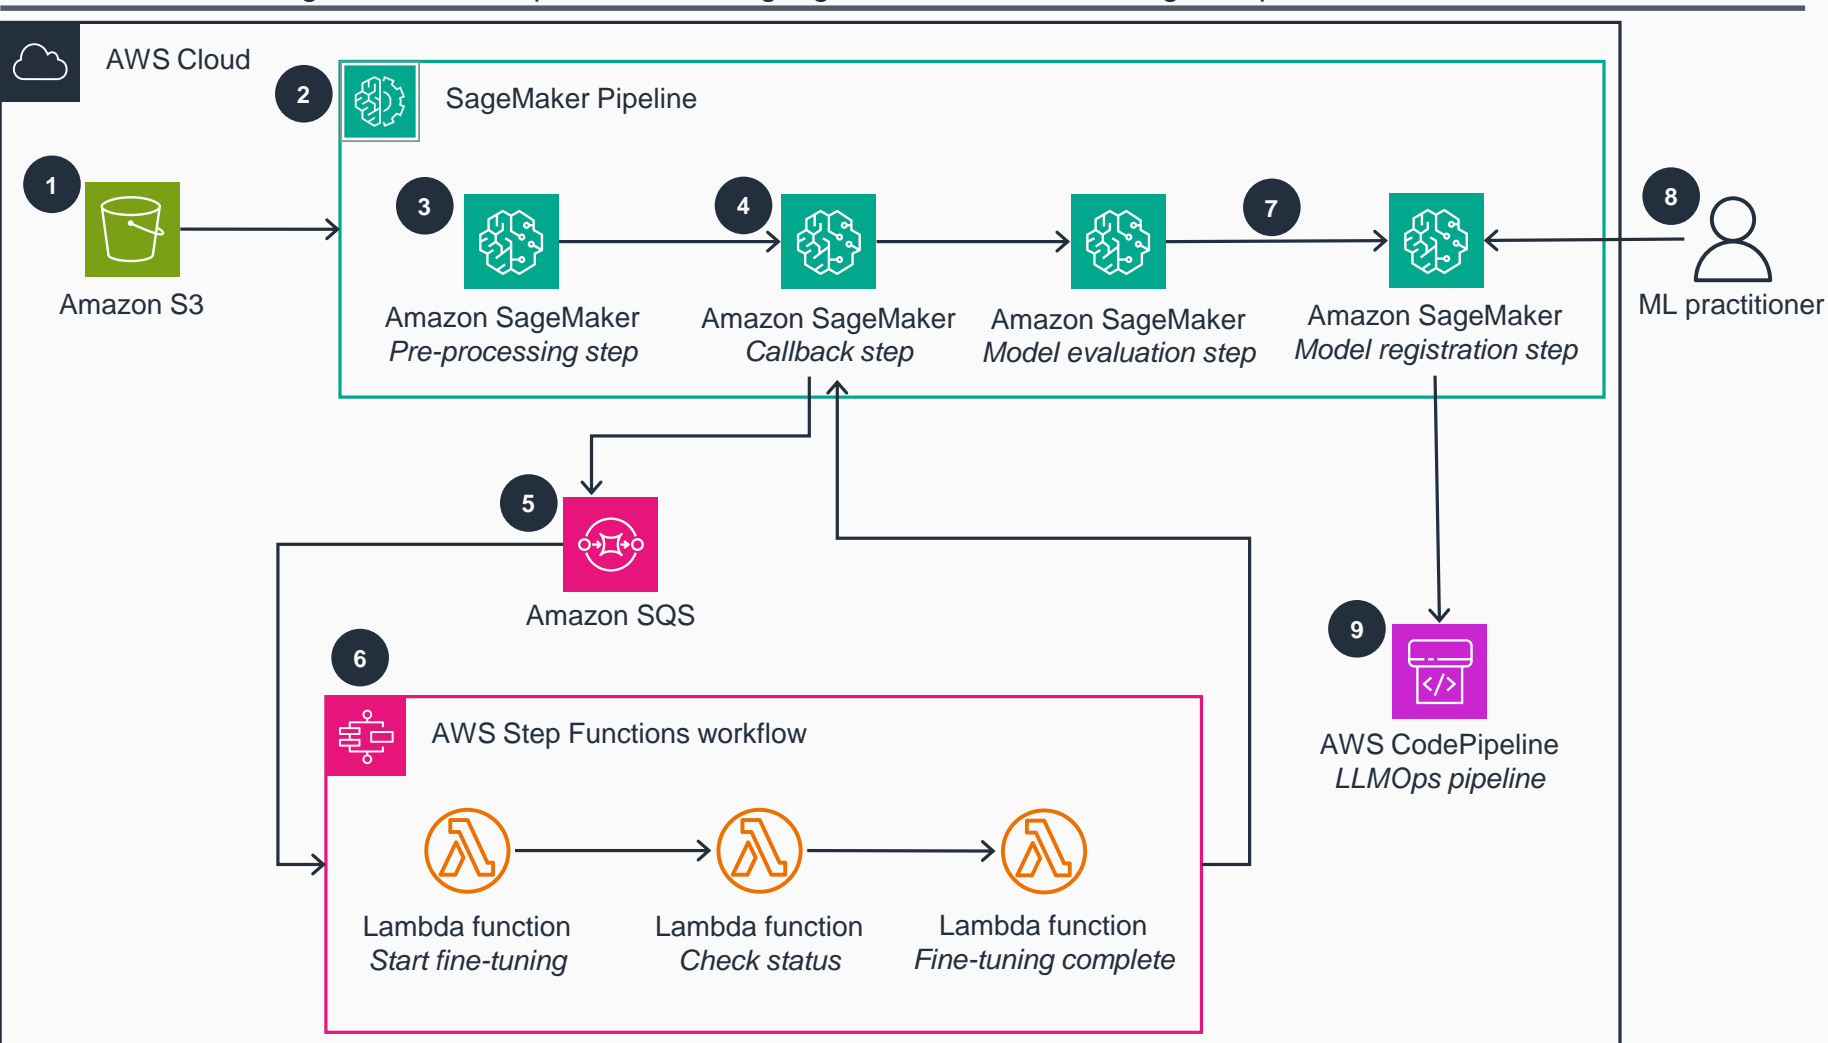 AWS Cloud
2
SageMaker Pipeline
1
3
4
7
8
Amazon S3
Amazon SageMaker
Pre-processing step
Amazon SageMaker
Callback step
Amazon SageMaker
Model evaluation step
Amazon SageMaker
Model registration step
ML practitioner
5
Amazon SQS
6
AWS Step Functions workflow
9
</>
AWS CodePipeline
LLMOps pipeline
Lambda function
Start fine-tuning
Lambda function
Check status
Lambda function
Fine-tuning complete